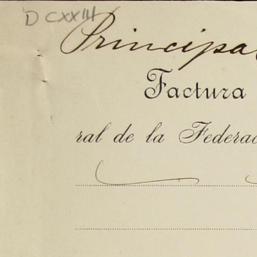 DCXXIII
Principa
Factura
ral de la Federac